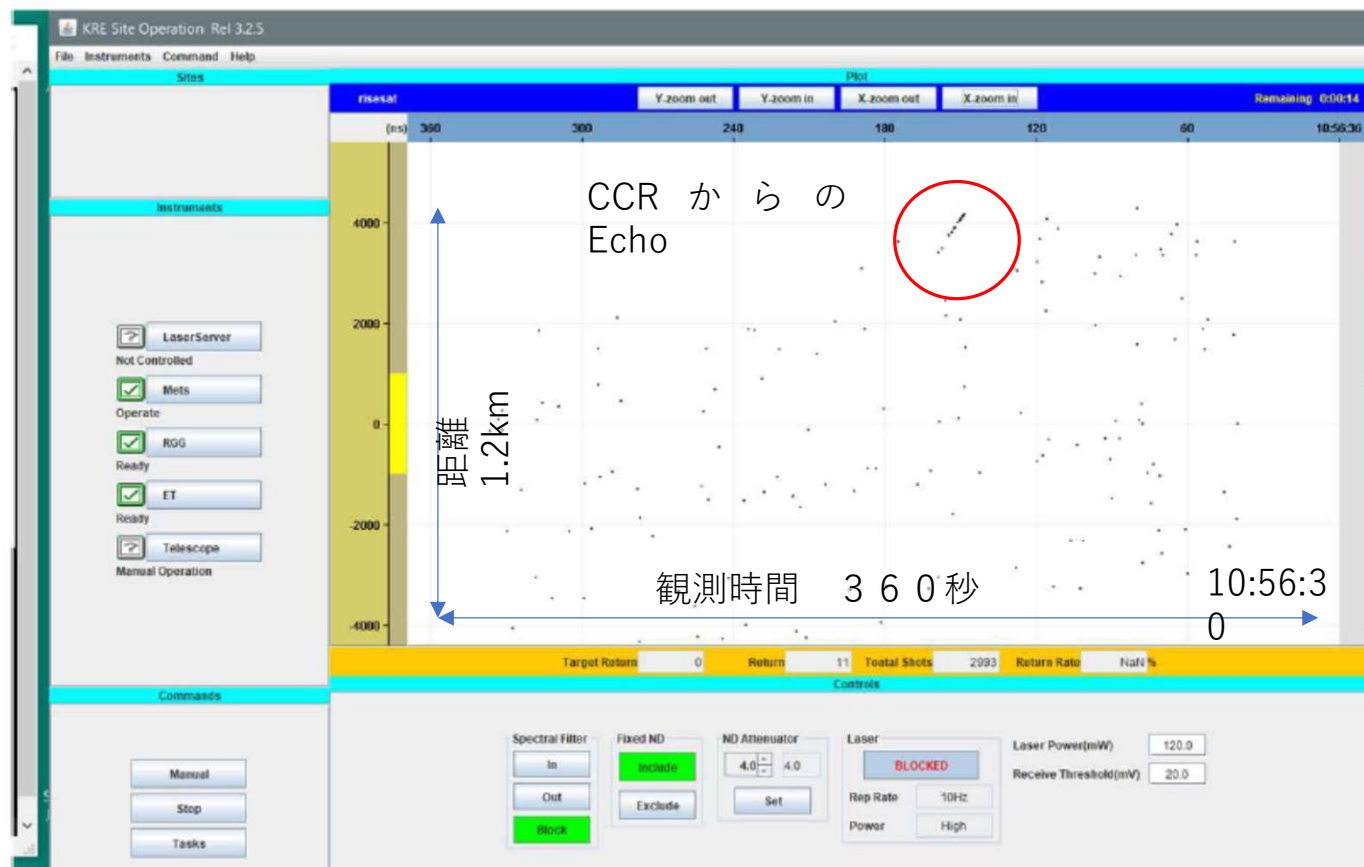 KRE Site Operation Rel 3.2.5
File Instruments Command Help
Sites
Plot
risesat
Y-zoom out
Y-zoom in
X-zoom out
X-zoom in
Remaining 0:00:14
(ns) 360 300 240 180 120 60 10:56:36
Instruments
CCR からの
Echo
4000
2000
0
-2000
-4000
距離
1.2km
LaserServer
Not Controlled
Mets
Operate
RGG
Ready
ET
Ready
Telescope
Manual Operation
観測時間 360秒
10:56:3
0
Target Return 0 Return 11 Toatal Shots 2993 Return Rate NaN %
Commands
Controls
Manual
Stop
Tasks
Spectral Filter
In
Out
Block
Fixed ND
Include
Exclude
ND Attenuator
4.0 4.0
Set
Laser
BLOCKED
Rep Rate 10Hz
Power High
Laser Power(mW) 120.0
Receive Threshold(mV) 20.0